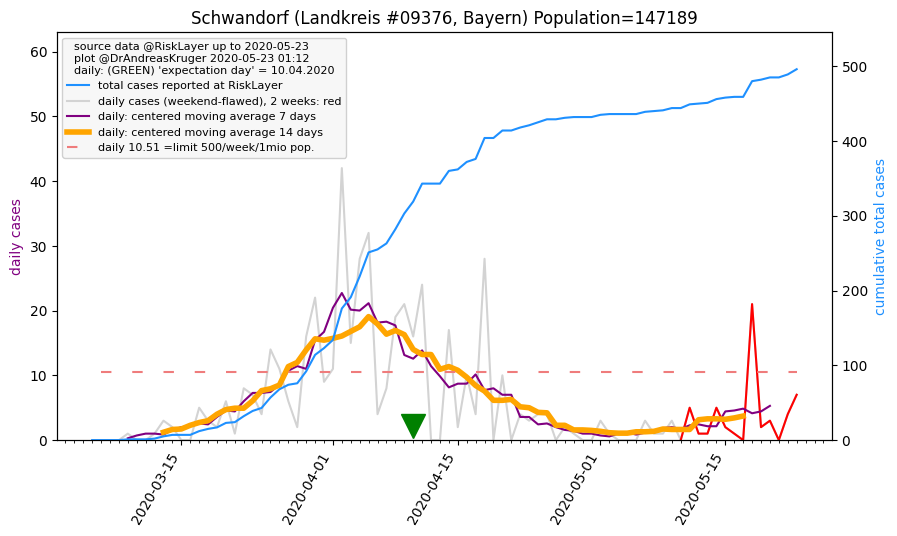 Schwandorf (Landkreis #09376, Bayern) Population=147189
source data @RiskLayer up to 2020-05-23
plot @DrAndreasKruger 2020-05-23 01:12
daily: (GREEN) 'expectation day' = 10.04.2020
total cases reported at RiskLayer
daily cases (weekend-flawed), 2 weeks: red
daily: centered moving average 7 days
daily: centered moving average 14 days
daily 10.51 =limit 500/week/1mio pop.
daily cases
60
50
40
30
20
10
0
cumulative total cases
500
400
300
200
100
0
2020-03-15
2020-04-01
2020-04-15
2020-05-01
2020-05-15